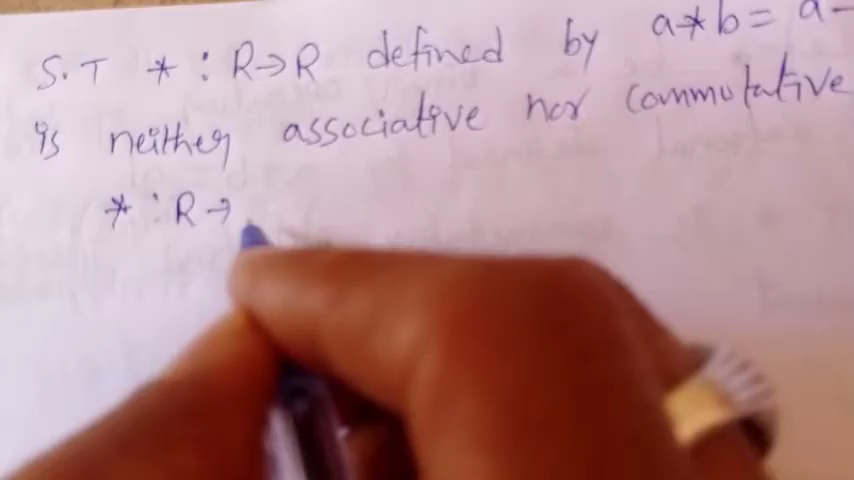 S.T * : R→R defined by a*b = a-
is neither associative nor commutative
* : R →